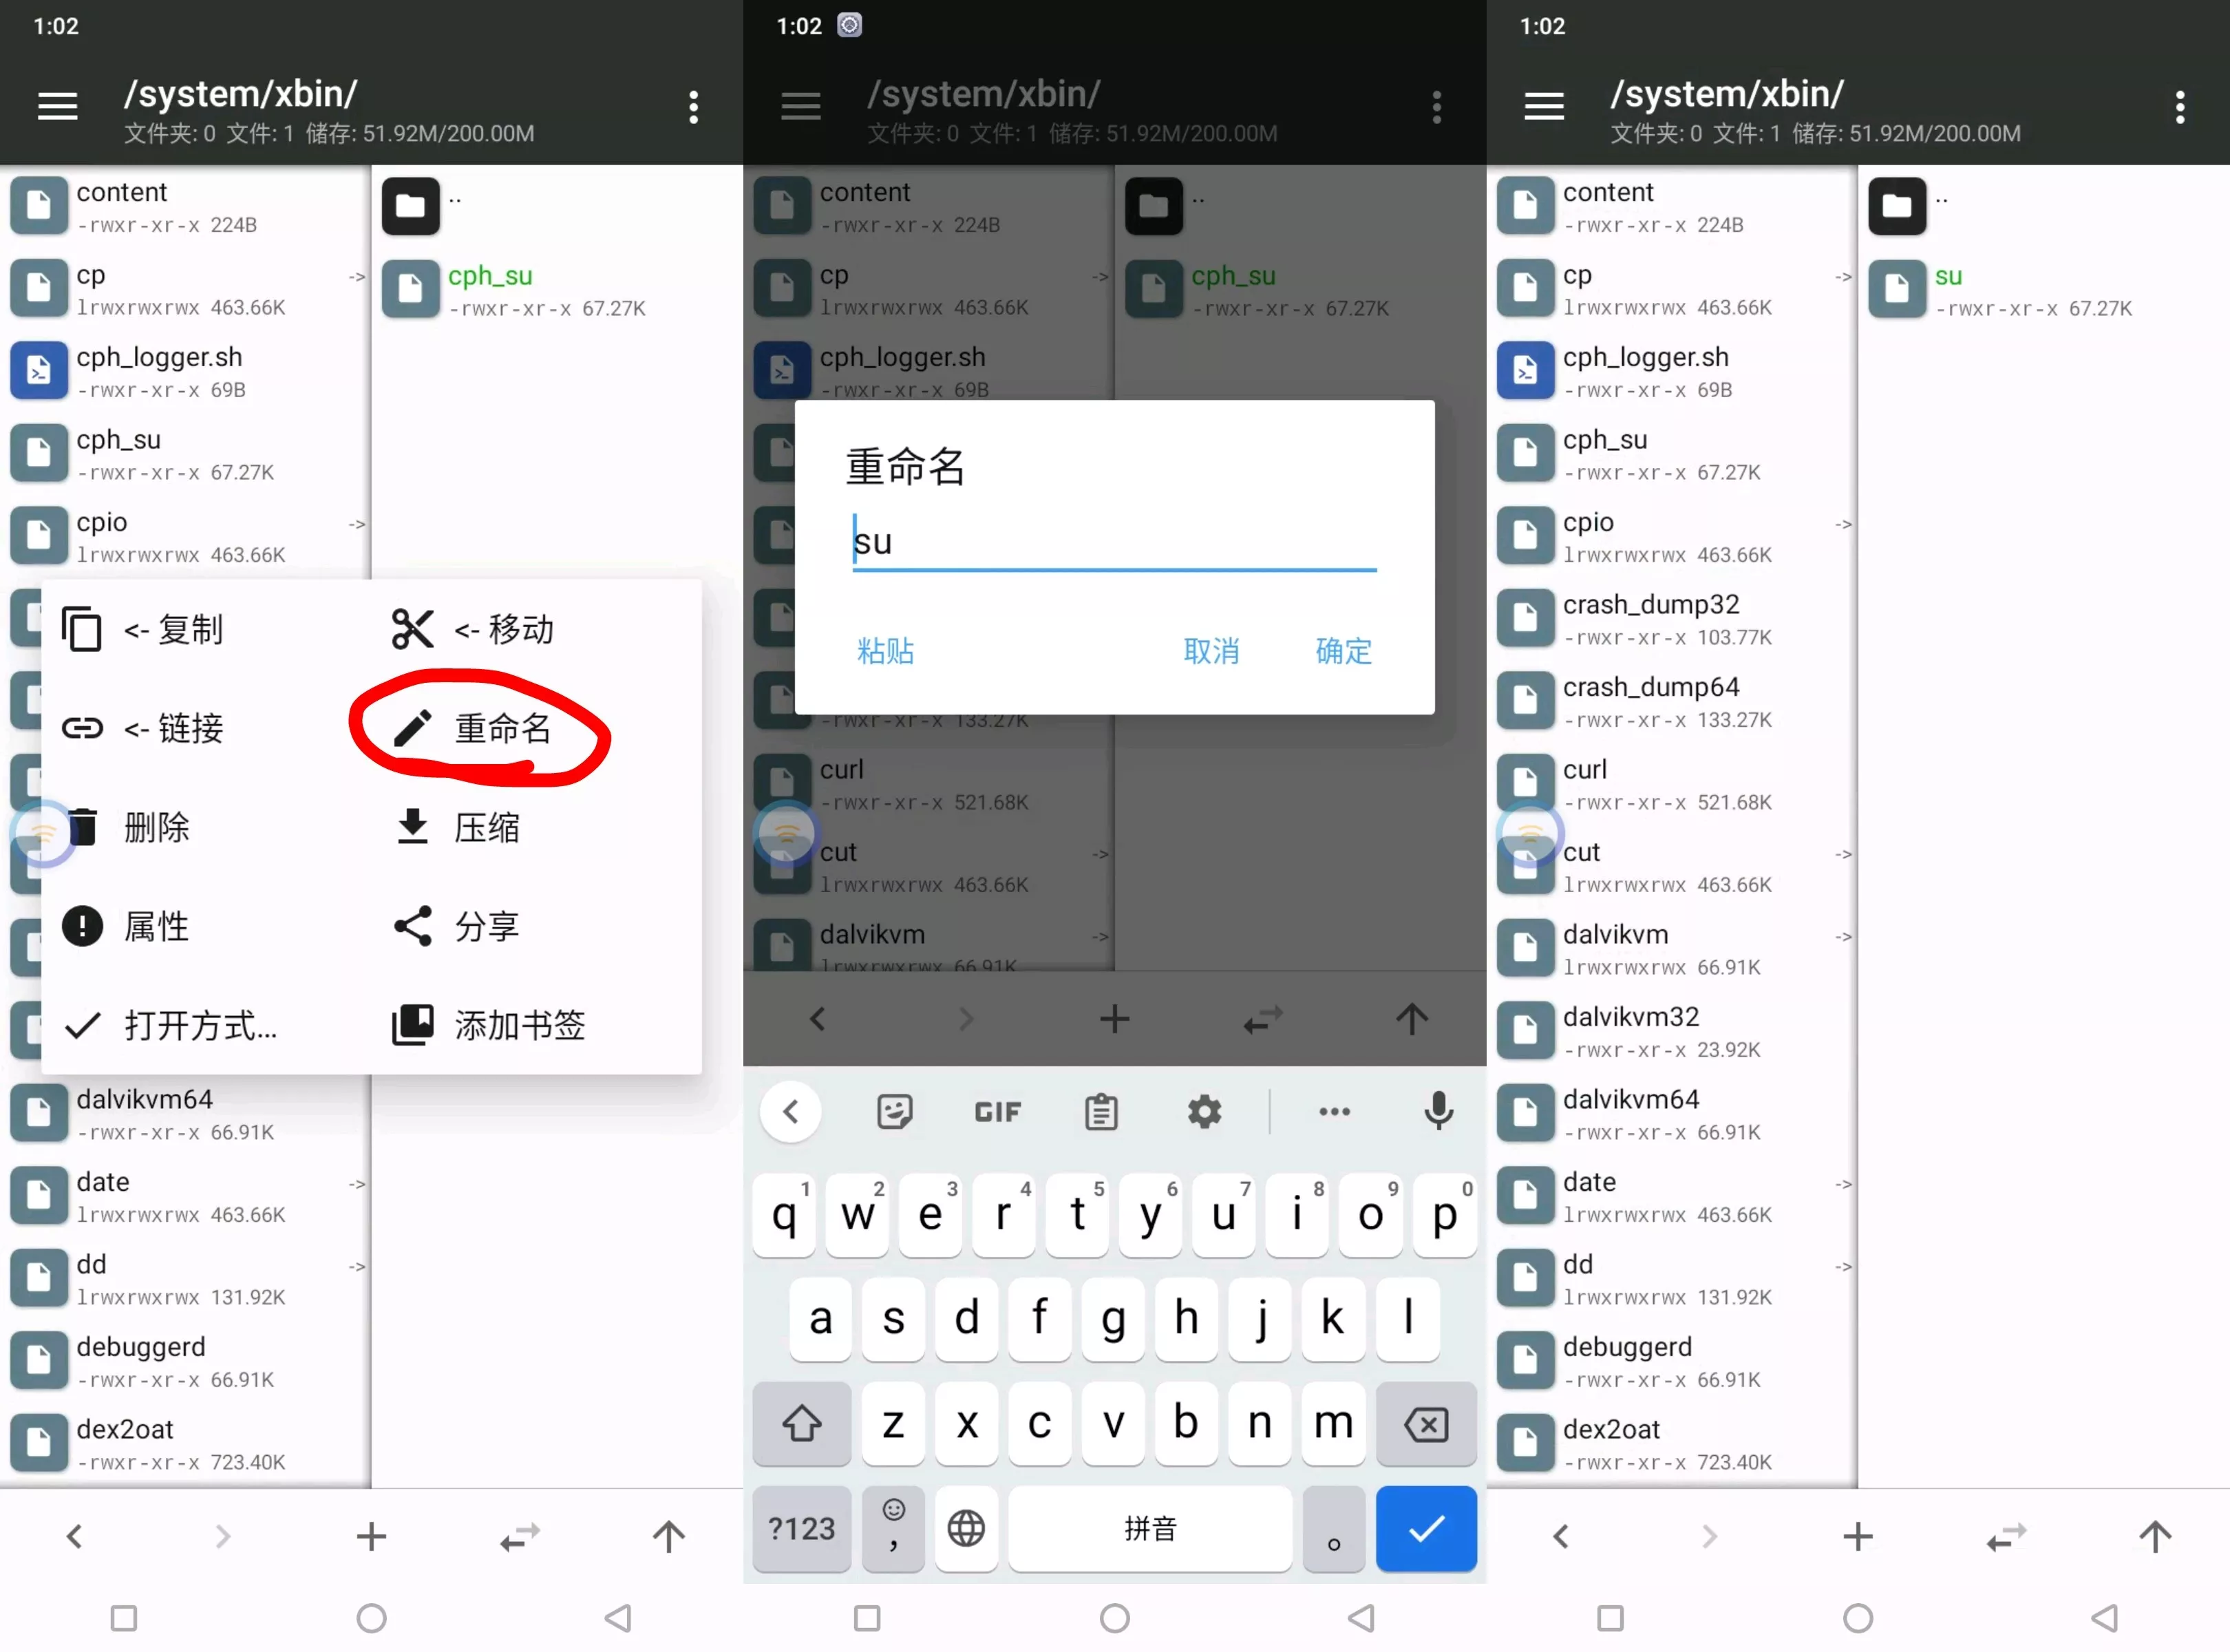 1:02
/system/xbin/
文件夹: 0 文件: 1 储存: 51.92M/200.00M
content
-rwxr-xr-x 224B
cp
->
lrwxrwxrwx 463.66K
cph_logger.sh
-rwxr-xr-x 69B
cph_su
-rwxr-xr-x 67.27K
cpio
->
lrwxrwxrwx 463.66K
..
cph_su
-rwxr-xr-x 67.27K
<- 复制
<- 移动
<- 链接
重命名
删除
压缩
属性
分享
打开方式...
添加书签
dalvikvm64
-rwxr-xr-x 66.91K
date
->
lrwxrwxrwx 463.66K
dd
->
lrwxrwxrwx 131.92K
debuggerd
-rwxr-xr-x 66.91K
dex2oat
-rwxr-xr-x 723.40K
1:02
/system/xbin/
文件夹: 0 文件: 1 储存: 51.92M/200.00M
content
-rwxr-xr-x 224B
cp
->
lrwxrwxrwx 463.66K
cph_logger.sh
-rwxr-xr-x 69B
..
cph_su
-rwxr-xr-x 67.27K
重命名
su
粘贴
取消
确定
-rwxr-xr-x 133.27K
curl
-rwxr-xr-x 521.68K
cut
->
lrwxrwxrwx 463.66K
dalvikvm
->
lrwxrwxrwx 66.91K
GIF
q1 w2 e3 r4 t5 y6 u7 i8 o9 p0
a s d f g h j k l
z x c v b n m
?123 , 拼音 。
1:02
/system/xbin/
文件夹: 0 文件: 1 储存: 51.92M/200.00M
content
-rwxr-xr-x 224B
cp
->
lrwxrwxrwx 463.66K
cph_logger.sh
-rwxr-xr-x 69B
cph_su
-rwxr-xr-x 67.27K
cpio
->
lrwxrwxrwx 463.66K
crash_dump32
-rwxr-xr-x 103.77K
crash_dump64
-rwxr-xr-x 133.27K
curl
-rwxr-xr-x 521.68K
cut
->
lrwxrwxrwx 463.66K
dalvikvm
->
lrwxrwxrwx 66.91K
dalvikvm32
-rwxr-xr-x 23.92K
dalvikvm64
-rwxr-xr-x 66.91K
date
->
lrwxrwxrwx 463.66K
dd
->
lrwxrwxrwx 131.92K
debuggerd
-rwxr-xr-x 66.91K
dex2oat
-rwxr-xr-x 723.40K
..
su
-rwxr-xr-x 67.27K